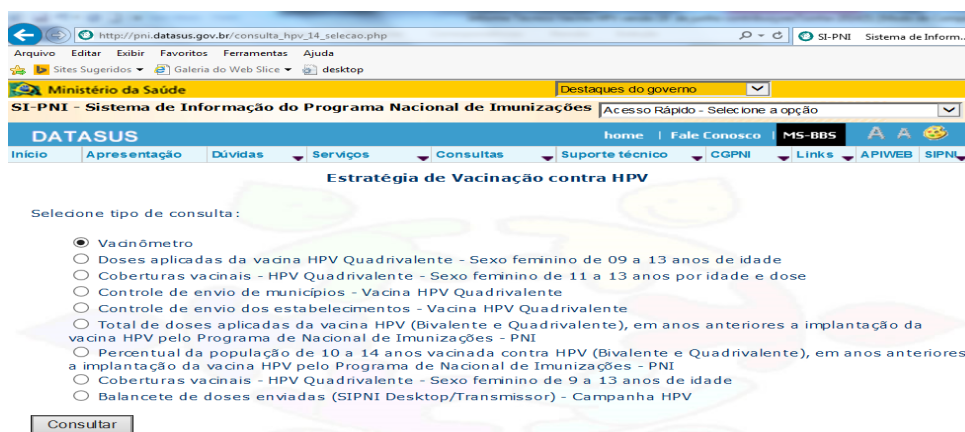 http://pni.datasus.gov.br/consulta_hpv_14_selecao.php
SI-PNI Sistema de Inform...
Arquivo Editar Exibir Favoritos Ferramentas Ajuda
Sites Sugeridos Galeria do Web Slice desktop
Ministério da Saúde Destaques do governo
SI-PNI - Sistema de Informação do Programa Nacional de Imunizações Acesso Rápido - Selecione a opção
DATASUS home | Fale Conosco | MS-BBS A A
Início Apresentação Dúvidas Serviços Consultas Suporte técnico CGPNI Links APIWEB SIPNI
Estratégia de Vacinação contra HPV
Selecione tipo de consulta:
Vacinômetro
Doses aplicadas da vacina HPV Quadrivalente - Sexo feminino de 09 a 13 anos de idade
Coberturas vacinais - HPV Quadrivalente - Sexo feminino de 11 a 13 anos por idade e dose
Controle de envio de municípios - Vacina HPV Quadrivalente
Controle de envio dos estabelecimentos - Vacina HPV Quadrivalente
Total de doses aplicadas da vacina HPV (Bivalente e Quadrivalente), em anos anteriores a implantação da
vacina HPV pelo Programa de Nacional de Imunizações - PNI
Percentual da população de 10 a 14 anos vacinada contra HPV (Bivalente e Quadrivalente), em anos anteriores
a implantação da vacina HPV pelo Programa de Nacional de Imunizações - PNI
Coberturas vacinais - HPV Quadrivalente - Sexo feminino de 9 a 13 anos de idade
Balancete de doses enviadas (SIPNI Desktop/Transmissor) - Campanha HPV
Consultar